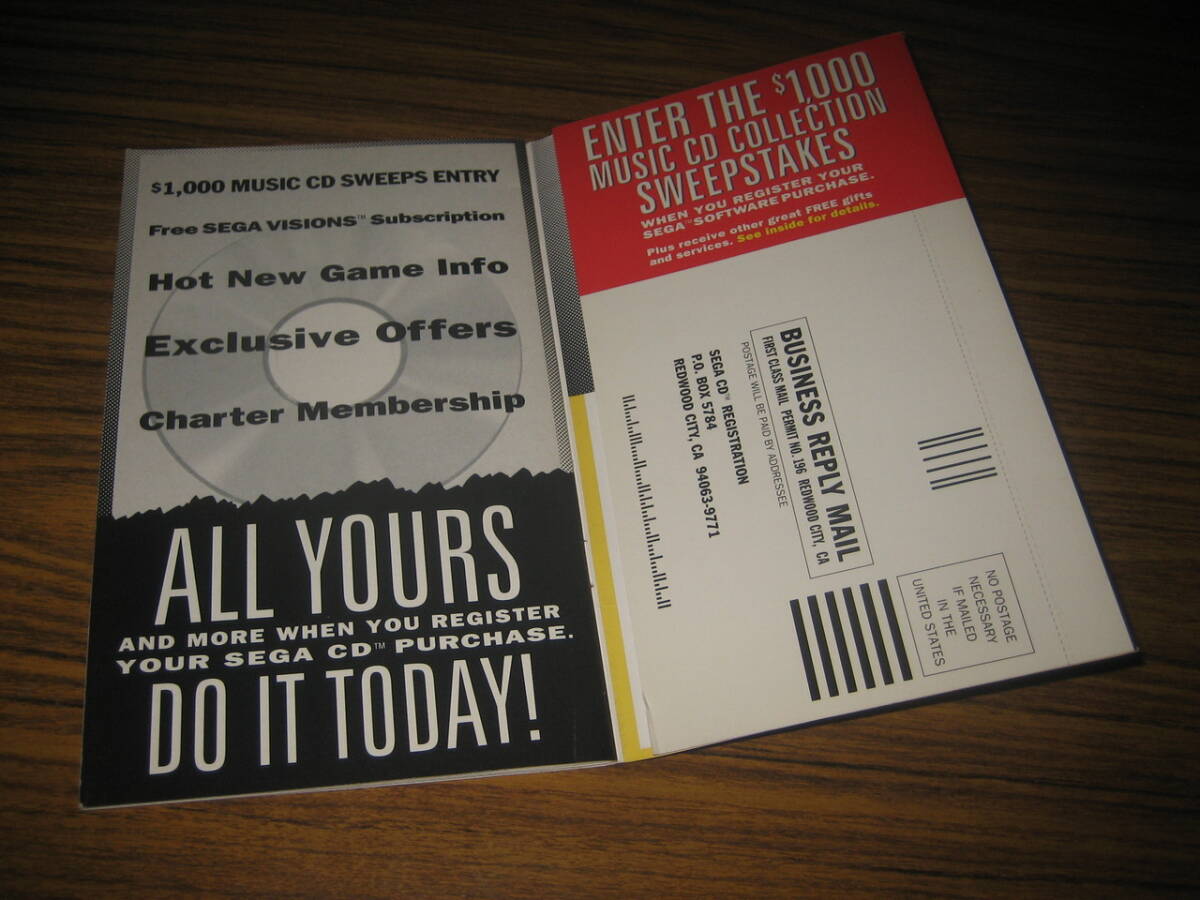 $1,000 MUSIC CD SWEEPS ENTRY
Free SEGA VISIONS™ Subscription
Hot New Game Info
Exclusive Offers
Charter Membership
ALL YOURS
AND MORE WHEN YOU REGISTER
YOUR SEGA CD™ PURCHASE.
DO IT TODAY!
ENTER THE $1,000
MUSIC CD COLLECTION
SWEEPSTAKES
WHEN YOU REGISTER YOUR
SEGA™ SOFTWARE PURCHASE.
Plus receive other great FREE gifts
and services. See inside for details.
BUSINESS REPLY MAIL
FIRST CLASS MAIL PERMIT NO. 196 REDWOOD CITY, CA
POSTAGE WILL BE PAID BY ADDRESSEE
SEGA CD™ REGISTRATION
P.O. BOX 5784
REDWOOD CITY, CA 94063-9771
NO POSTAGE
NECESSARY
IF MAILED
IN THE
UNITED STATES